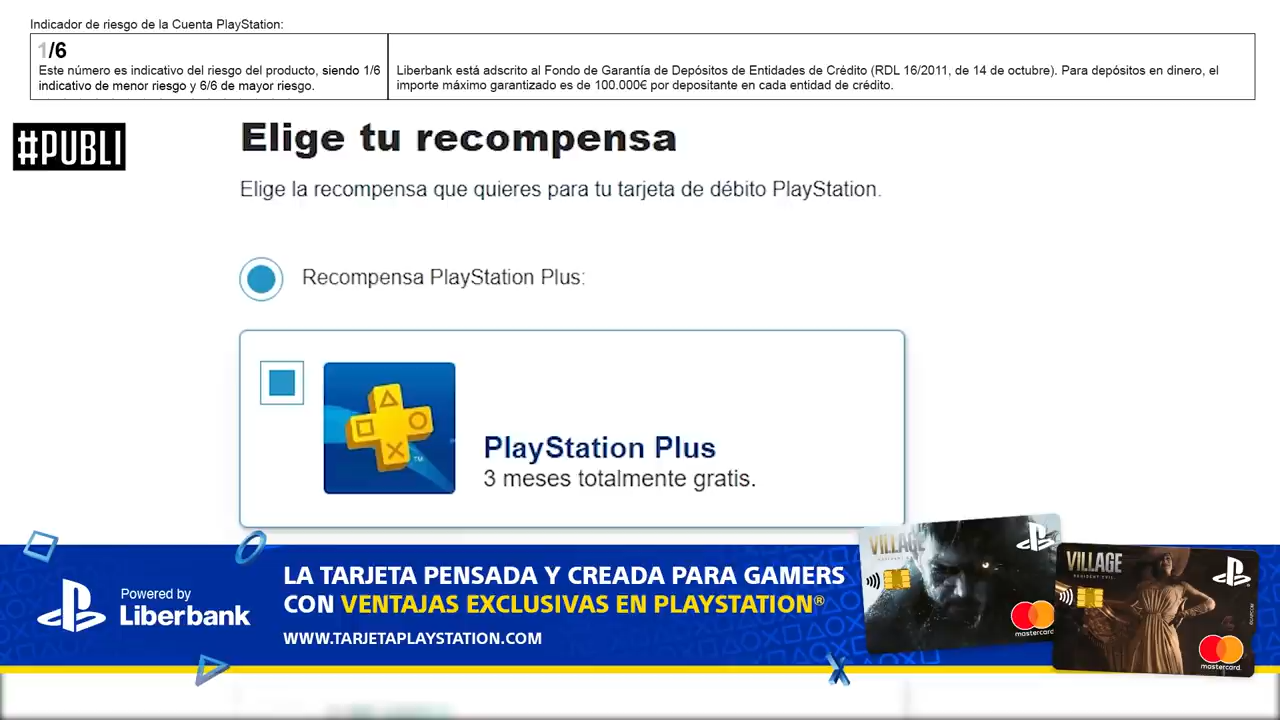 Indicador de riesgo de la Cuenta PlayStation:
1/6
Este número es indicativo del riesgo del producto, siendo 1/6
indicativo de menor riesgo y 6/6 de mayor riesgo.
Liberbank está adscrito al Fondo de Garantía de Depósitos de Entidades de Crédito (RDL 16/2011, de 14 de octubre). Para depósitos en dinero, el
importe máximo garantizado es de 100.000€ por depositante en cada entidad de crédito.
#PUBLI
Elige tu recompensa
Elige la recompensa que quieres para tu tarjeta de débito PlayStation.
Recompensa PlayStation Plus:
TM
PlayStation Plus
3 meses totalmente gratis.
Powered by
Liberbank
LA TARJETA PENSADA Y CREADA PARA GAMERS
CON VENTAJAS EXCLUSIVAS EN PLAYSTATION®
WWW.TARJETAPLAYSTATION.COM
VILLAGE
mastercard
VILLAGE
RESIDENT EVIL
mastercard